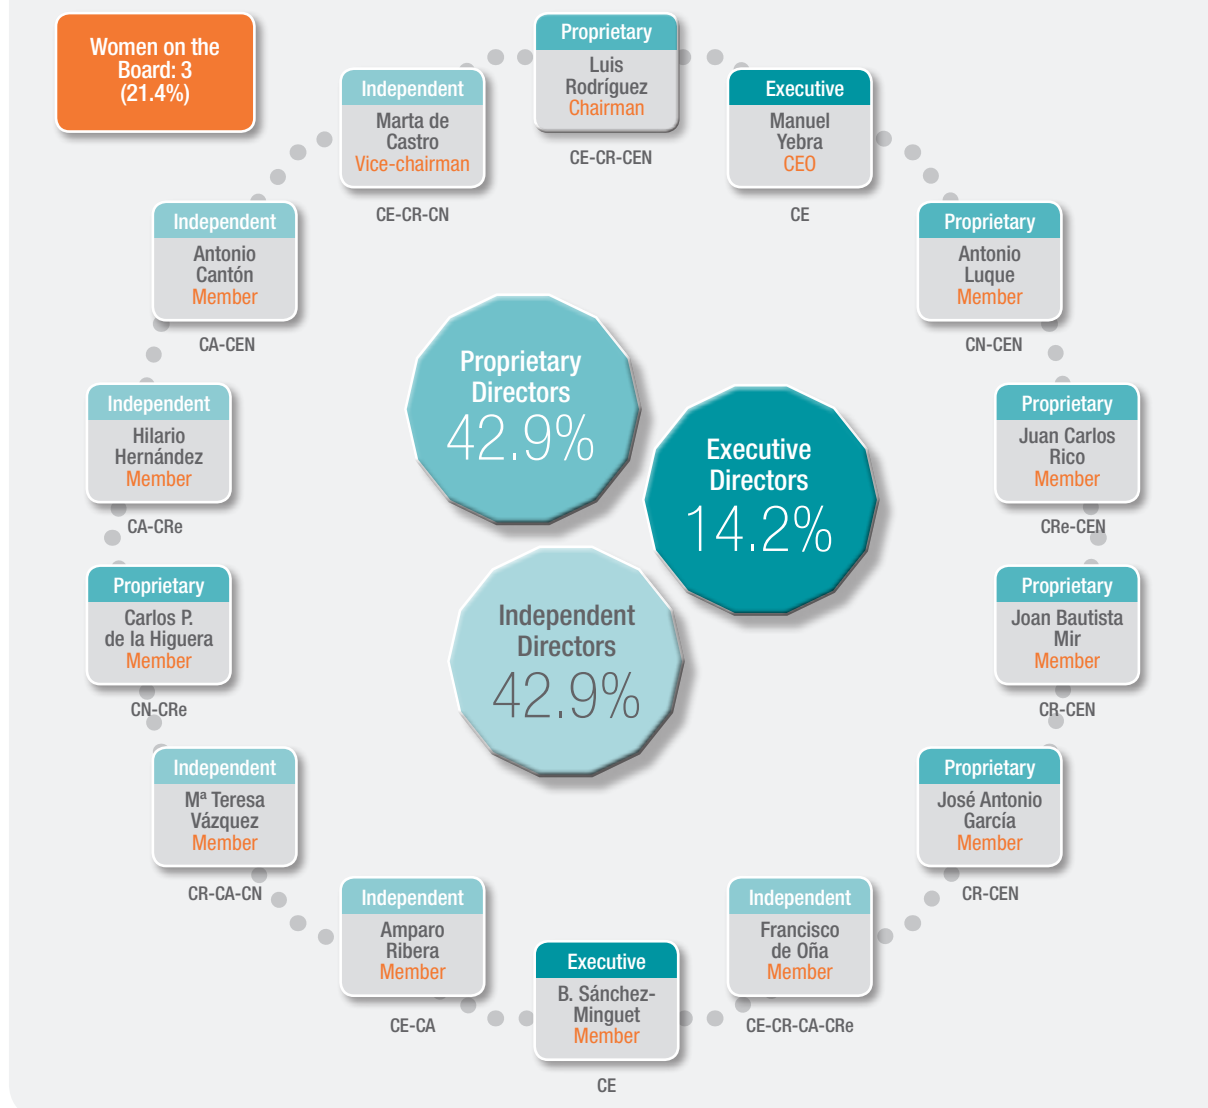 Women on the
Board: 3
(21.4%)
Proprietary
Luis
Rodríguez
Chairman
CE-CR-CEN
Independent
Marta de
Castro
Vice-chairman
CE-CR-CN
Executive
Manuel
Yebra
CEO
CE
Independent
Antonio
Cantón
Member
CA-CEN
Proprietary
Antonio
Luque
Member
CN-CEN
Proprietary
Directors
42.9%
Executive
Directors
14.2%
Independent
Directors
42.9%
Independent
Hilario
Hernández
Member
CA-CRe
Proprietary
Juan Carlos
Rico
Member
CRe-CEN
Proprietary
Carlos P.
de la Higuera
Member
CN-CRe
Proprietary
Joan Bautista
Mir
Member
CR-CEN
Independent
Mª Teresa
Vázquez
Member
CR-CA-CN
Proprietary
José Antonio
García
Member
CR-CEN
Independent
Amparo
Ribera
Member
CE-CA
Executive
B. Sánchez-
Minguet
Member
CE
Independent
Francisco
de Oña
Member
CE-CR-CA-CRe